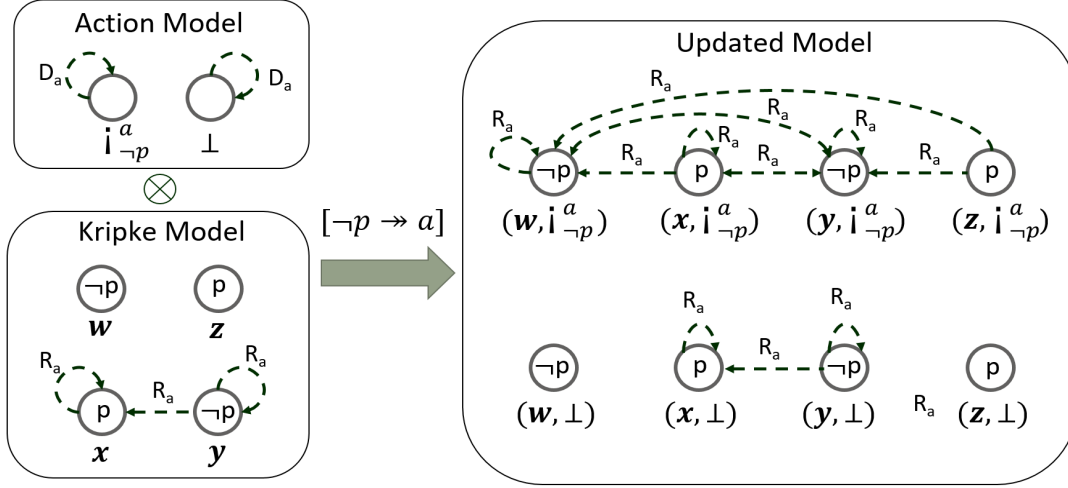 Action Model
D_a D_a
¡^a_¬p ⊥
⊗
Kripke Model
¬p p
w z
R_a R_a
R_a
p ¬p
x y
[¬p ↠ a]
Updated Model
R_a
R_a
R_a R_a R_a
R_a R_a R_a
¬p p ¬p p
(w, ¡^a_¬p) (x, ¡^a_¬p) (y, ¡^a_¬p) (z, ¡^a_¬p)
R_a R_a
R_a
¬p p ¬p p
(w, ⊥) (x, ⊥) (y, ⊥) R_a (z, ⊥)